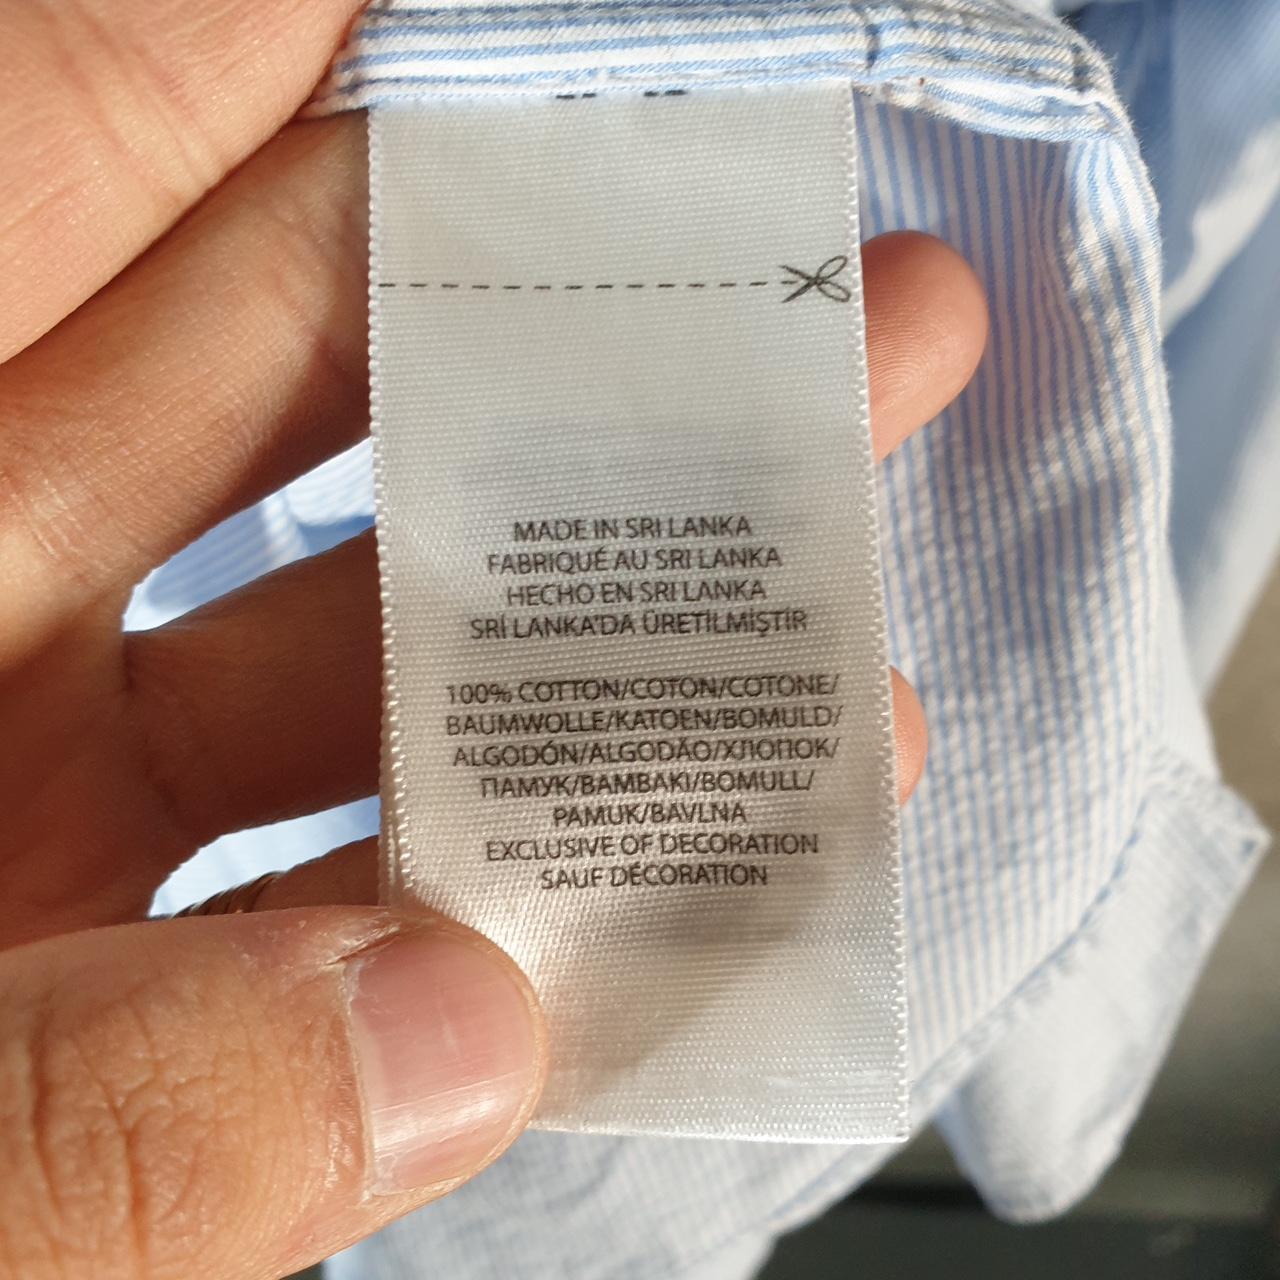 MADE IN SRI LANKA
FABRIQUÉ AU SRI LANKA
HECHO EN SRI LANKA
SRİ LANKA'DA ÜRETİLMİŞTİR
100% COTTON/COTON/COTONE/
BAUMWOLLE/KATOEN/BOMULD/
ALGODÓN/ALGODÃO/ХЛОПОК/
ПАМУК/ΒΑΜΒΑΚΙ/BOMULL/
PAMUK/BAVLNA
EXCLUSIVE OF DECORATION
SAUF DÉCORATION